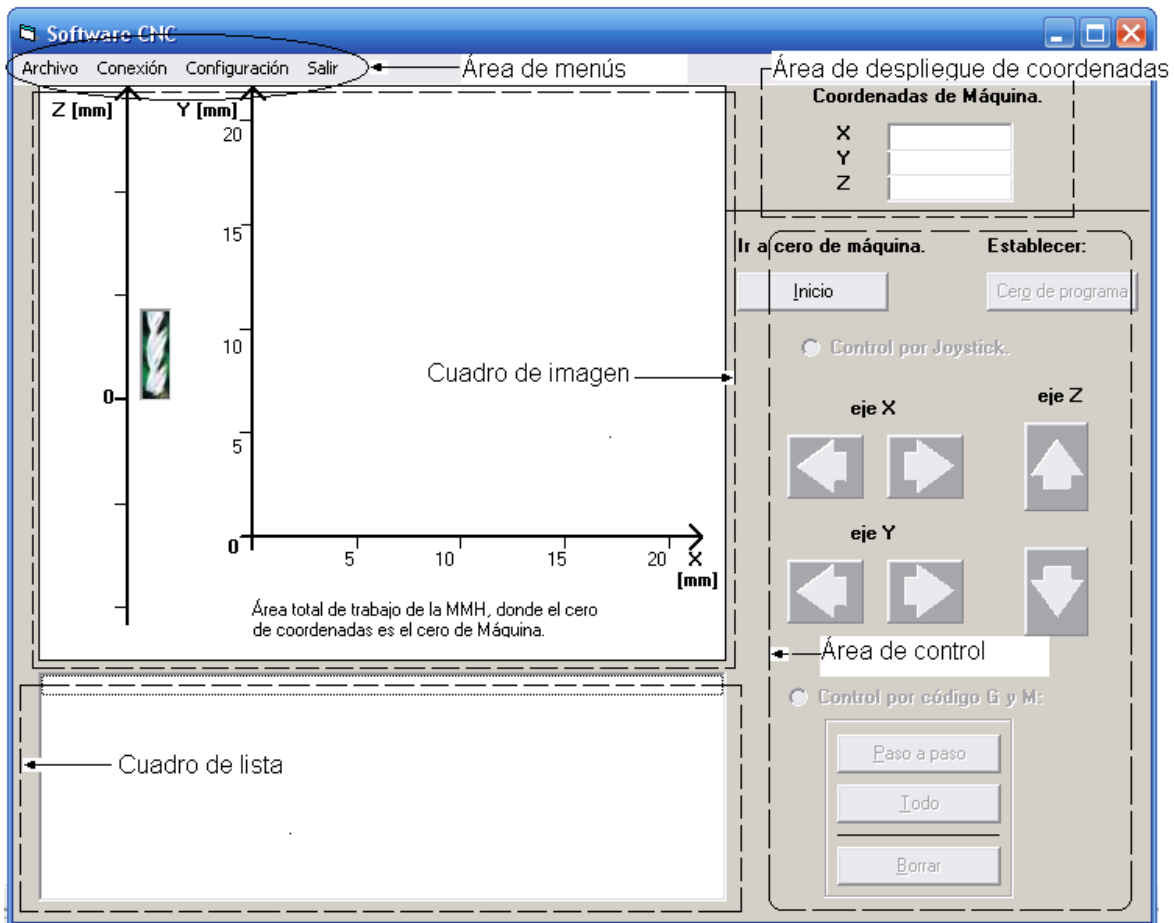 Software CNC
Archivo Conexión Configuración Salir
Área de menús
Área de despliegue de coordenadas
Coordenadas de Máquina.
X
Y
Z
Z [mm]
Y [mm]
20
15
10
5
0
0
5 10 15 20 X
[mm]
Cuadro de imagen
Área total de trabajo de la MMH, donde el cero
de coordenadas es el cero de Máquina.
Ir a cero de máquina. Establecer:
Inicio Cero de programa
Control por Joystick.
eje X
eje Z
eje Y
Área de control
Control por código G y M:
Paso a paso
Todo
Borrar
Cuadro de lista